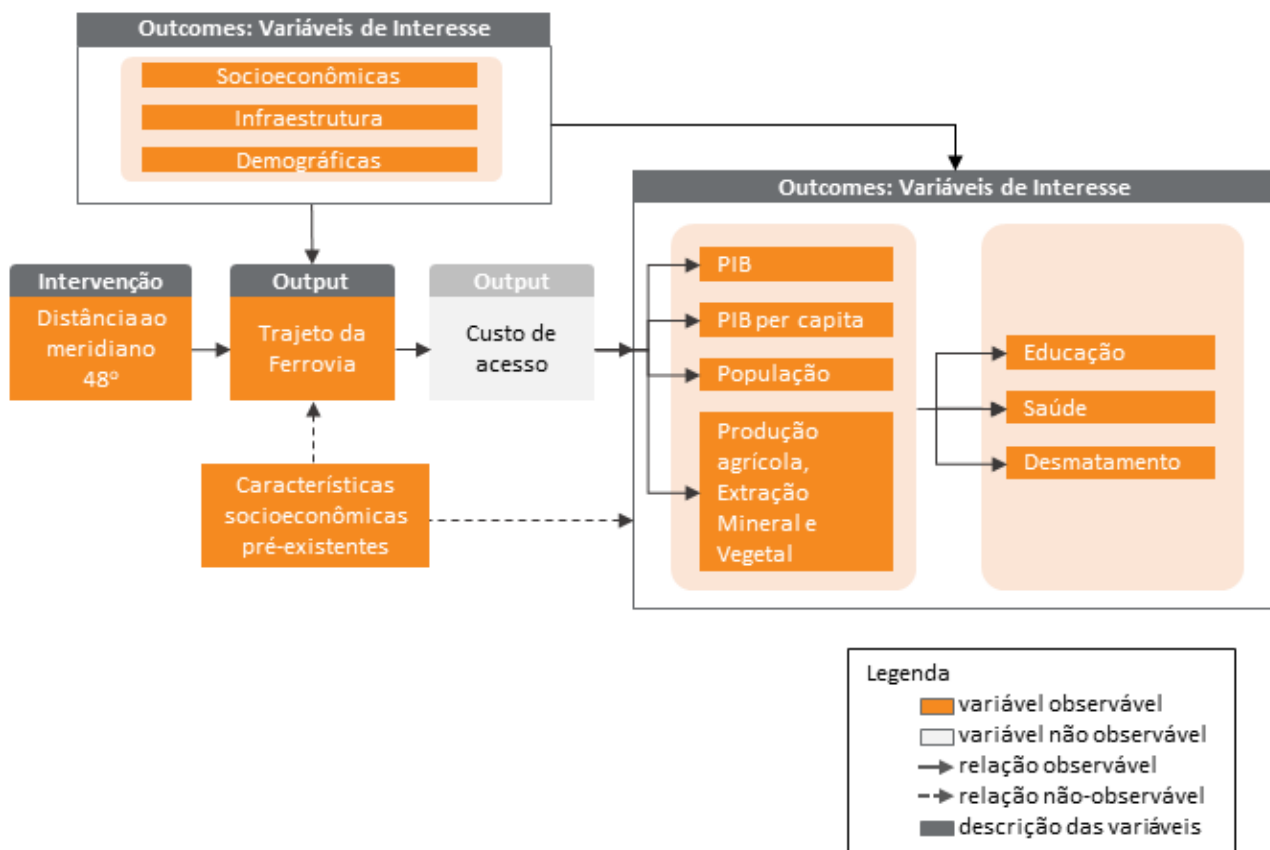 Outcomes: Variáveis de Interesse
Socioeconômicas
Infraestrutura
Demográficas
Outcomes: Variáveis de Interesse
Intervenção
Distância ao
meridiano
48º
Output
Trajeto da
Ferrovia
Output
Custo de
acesso
Características
socioeconômicas
pré-existentes
PIB
PIB per capita
População
Produção
agrícola,
Extração
Mineral e
Vegetal
Educação
Saúde
Desmatamento
Legenda
variável observável
variável não observável
relação observável
relação não-observável
descrição das variáveis